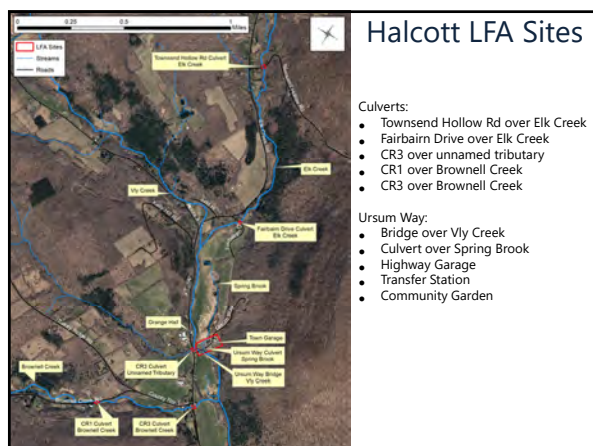 Halcott LFA Sites
0
0.25
0.5
1
Miles
LFA Sites
Streams
Roads
Townsend Hollow Rd Culvert
Elk Creek
Elk Creek
Vly Creek
Fairbairn Drive Culvert
Elk Creek
Spring Brook
Grange Hall
Town Garage
CR3 Culvert
Unnamed Tributary
Ursum Way Culvert
Spring Brook
Ursum Way Bridge
Vly Creek
Brownell Creek
CR1 Culvert
Brownell Creek
CR3 Culvert
Brownell Creek
Culverts:
• Townsend Hollow Rd over Elk Creek
• Fairbairn Drive over Elk Creek
• CR3 over unnamed tributary
• CR1 over Brownell Creek
• CR3 over Brownell Creek
Ursum Way:
• Bridge over Vly Creek
• Culvert over Spring Brook
• Highway Garage
• Transfer Station
• Community Garden